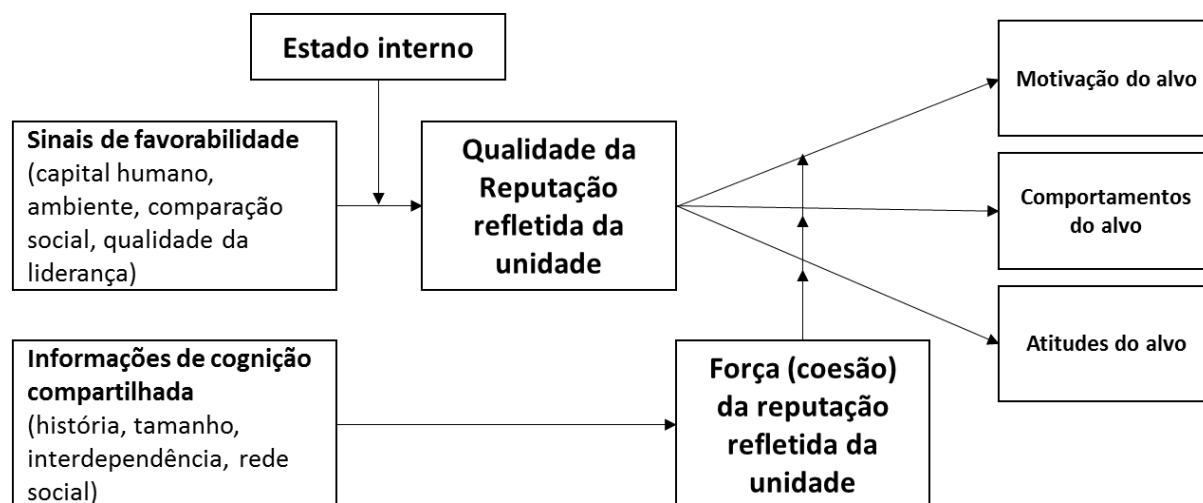 Estado interno
Sinais de favorabilidade
(capital humano,
ambiente, comparação
social, qualidade da
liderança)
Qualidade da
Reputação
refletida da
unidade
Motivação do alvo
Comportamentos
do alvo
Atitudes do alvo
Informações de cognição
compartilhada
(história, tamanho,
interdependência, rede
social)
Força (coesão)
da reputação
refletida da
unidade